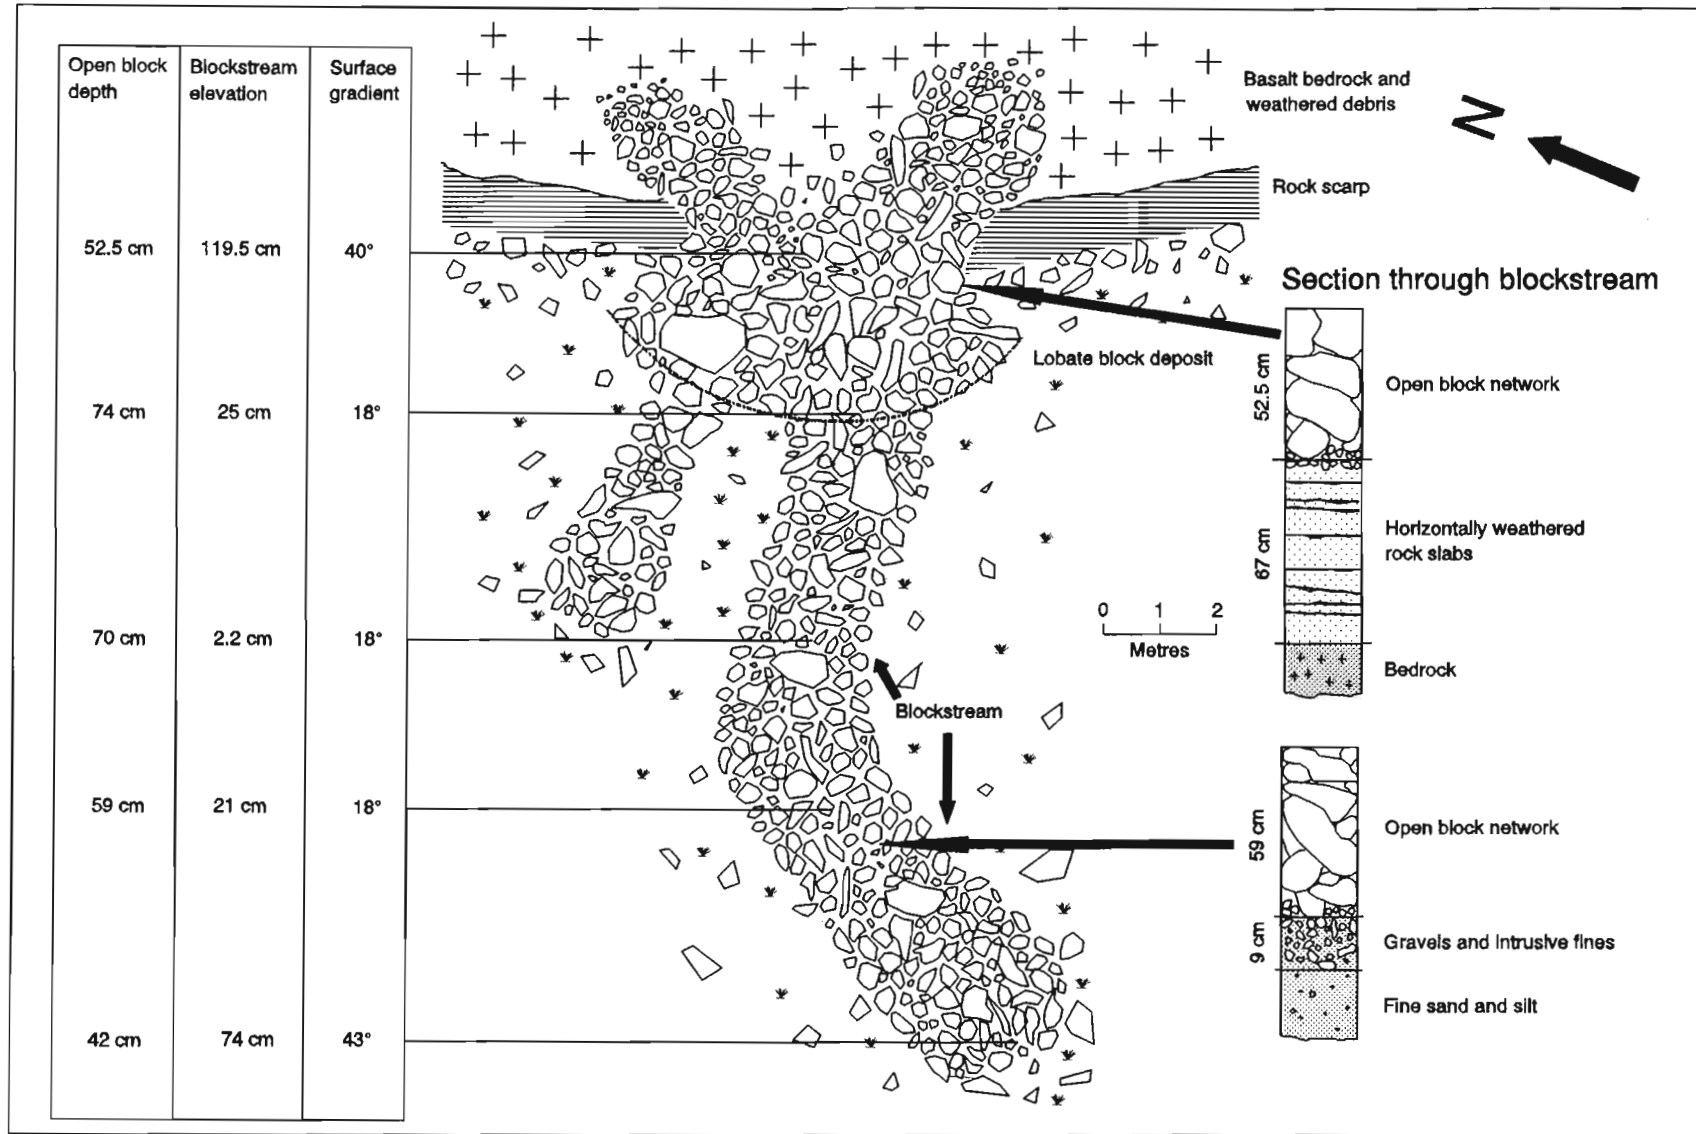 Open block depth
Blockstream elevation
Surface gradient
52.5 cm
119.5 cm
40°
74 cm
25 cm
18°
70 cm
2.2 cm
18°
59 cm
21 cm
18°
42 cm
74 cm
43°
Basalt bedrock and
weathered debris
N
Rock scarp
Lobate block deposit
Blockstream
0 1 2
Metres
Section through blockstream
52.5 cm
Open block network
67 cm
Horizontally weathered
rock slabs
Bedrock
59 cm
Open block network
9 cm
Gravels and intrusive fines
Fine sand and silt